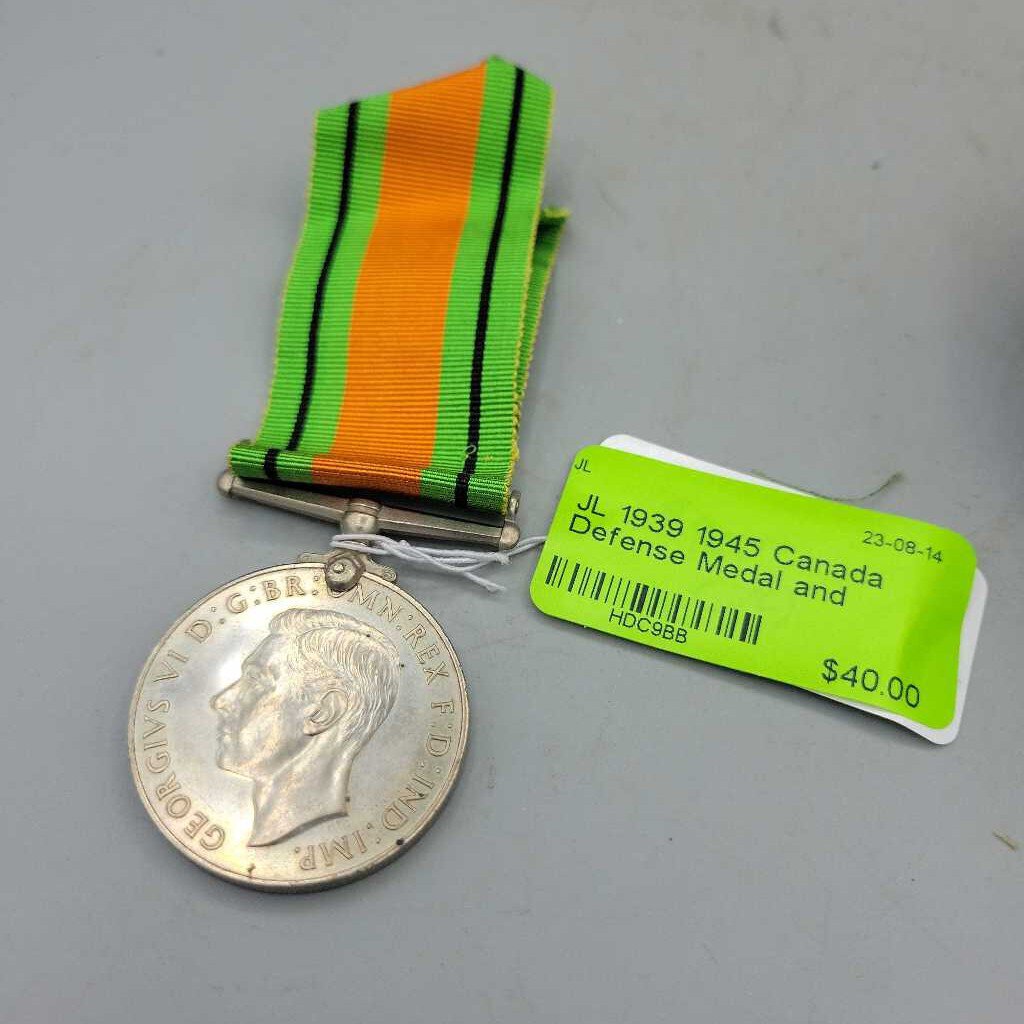 GEORGIVS VI D:G:BR:OMN:REX F:D:IND:IMP.
JL
23-08-14
JL 1939 1945 Canada
Defense Medal and
HDC9BB
$40.00